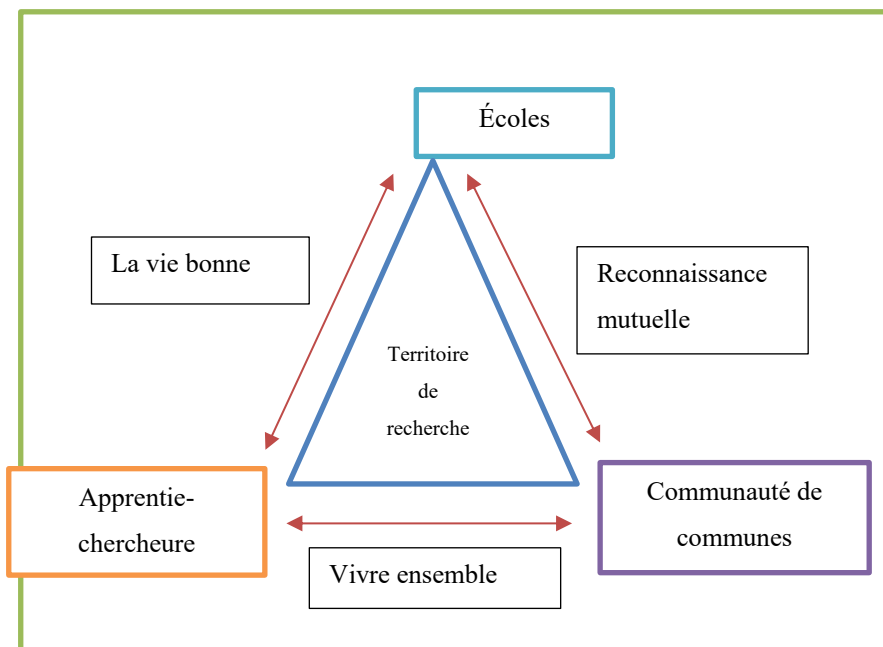 Écoles
La vie bonne
Reconnaissance
mutuelle
Territoire
de
recherche
Apprentie-
chercheure
Communauté de
communes
Vivre ensemble